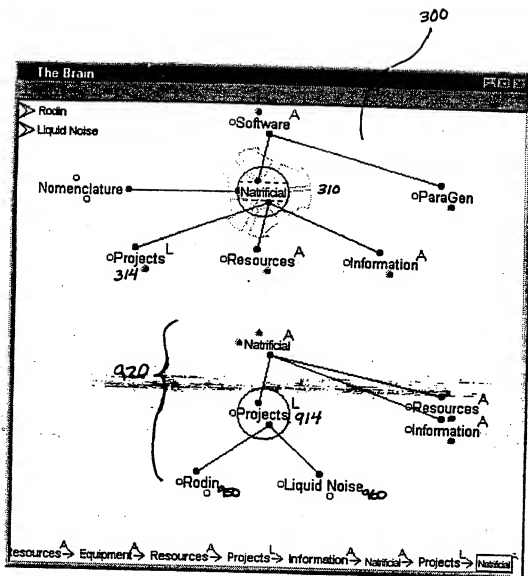 300
The Brain
Rodin
Software A
Liquid Noise
Nomenclature
Natrificial
310
ParaGen
Projects L
Resources A
Information A
314
920
Natrificial A
Resources A
Projects L 914
Information A
Rodin 950
Liquid Noise 960
esources A Equipment A Resources A Projects L Information A Natrificial A Projects L Natrificial